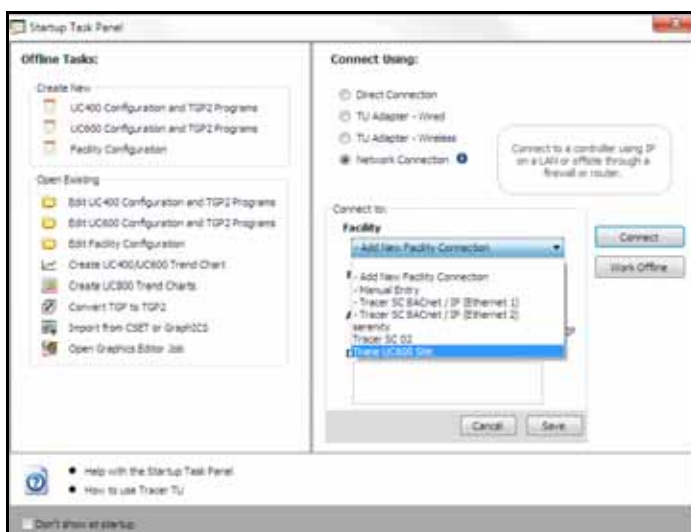 Startup Task Panel
Offline Tasks:
Create New
UC400 Configuration and TGP2 Programs
UC600 Configuration and TGP2 Programs
Facility Configuration
Open Existing
Edit UC400 Configuration and TGP2 Programs
Edit UC600 Configuration and TGP2 Programs
Edit Facility Configuration
Create UC400/UC600 Trend Chart
Create UC800 Trend Charts
Convert TGP to TGP2
Import from CSET or GraphICS
Open Graphics Editor Job
Connect Using:
Direct Connection
TU Adapter - Wired
TU Adapter - Wireless
Network Connection
Connect to a controller using IP
on a LAN or offsite through a
firewall or router.
Connect to:
Facility
- Add New Facility Connection
- Add New Facility Connection
- Manual Entry
- Tracer SC BACnet / IP (Ethernet 1)
- Tracer SC BACnet / IP (Ethernet 2)
serenity
Tracer SC 02
Trane UC600 Site
Cancel
Save
Connect
Work Offline
Help with the Startup Task Panel
How to use Tracer TU
Don't show at startup